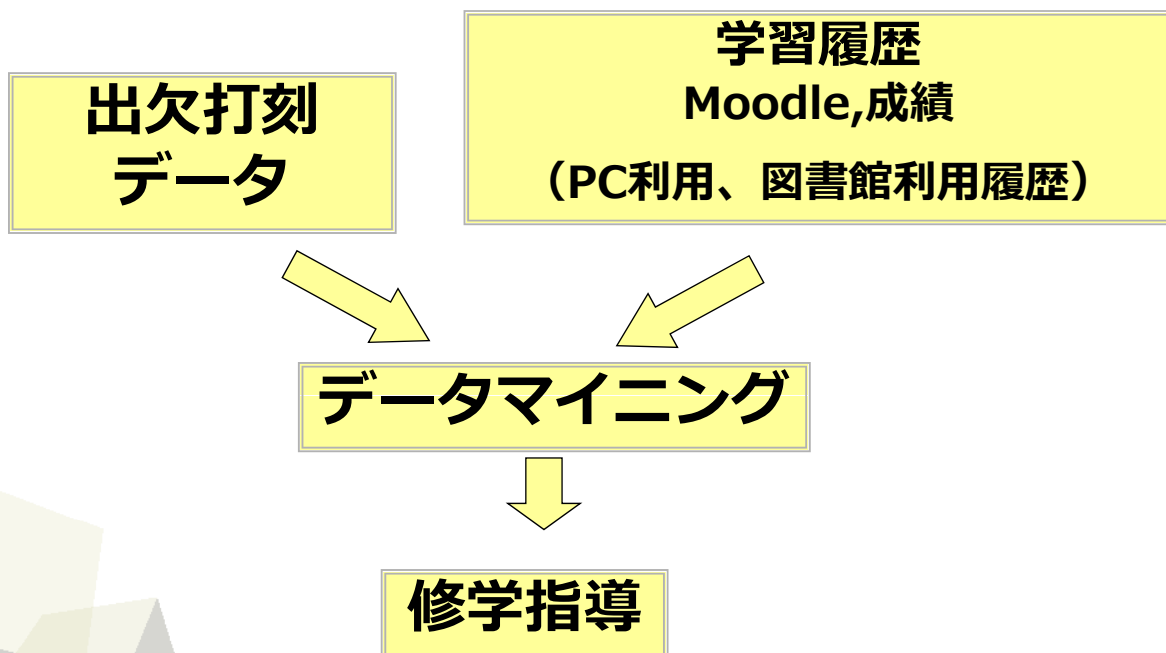 出欠打刻
データ
学習履歴
Moodle,成績
（PC利用、図書館利用履歴）
データマイニング
修学指導